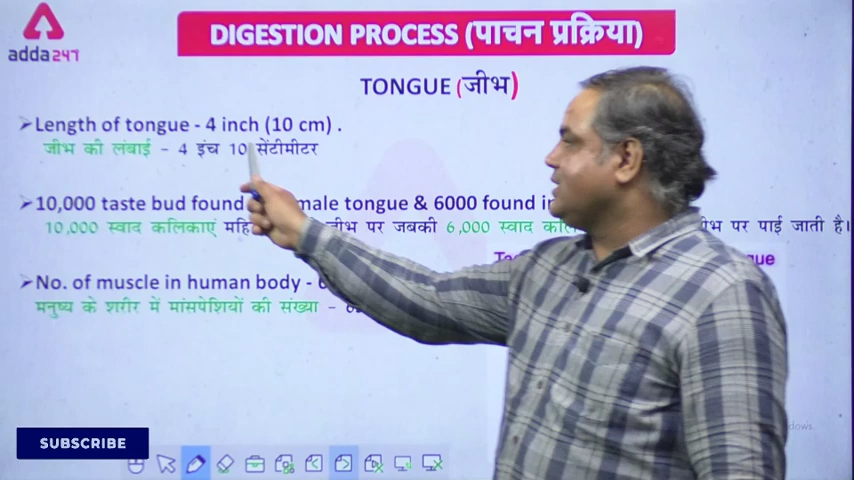 adda247
DIGESTION PROCESS (पाचन प्रक्रिया)
TONGUE (जीभ)
➢Length of tongue - 4 inch (10 cm) .
जीभ की लंबाई - 4 इंच 10 सेंटीमीटर
➢10,000 taste bud found male tongue & 6000 found in
10,000 स्वाद कलिकाएं जीभ पर जबकी 6,000 स्वाद पर पाई जाती है।
➢No. of muscle in human body - 6
मनुष्य के शरीर में मांसपेशियों की संख्या -
SUBSCRIBE